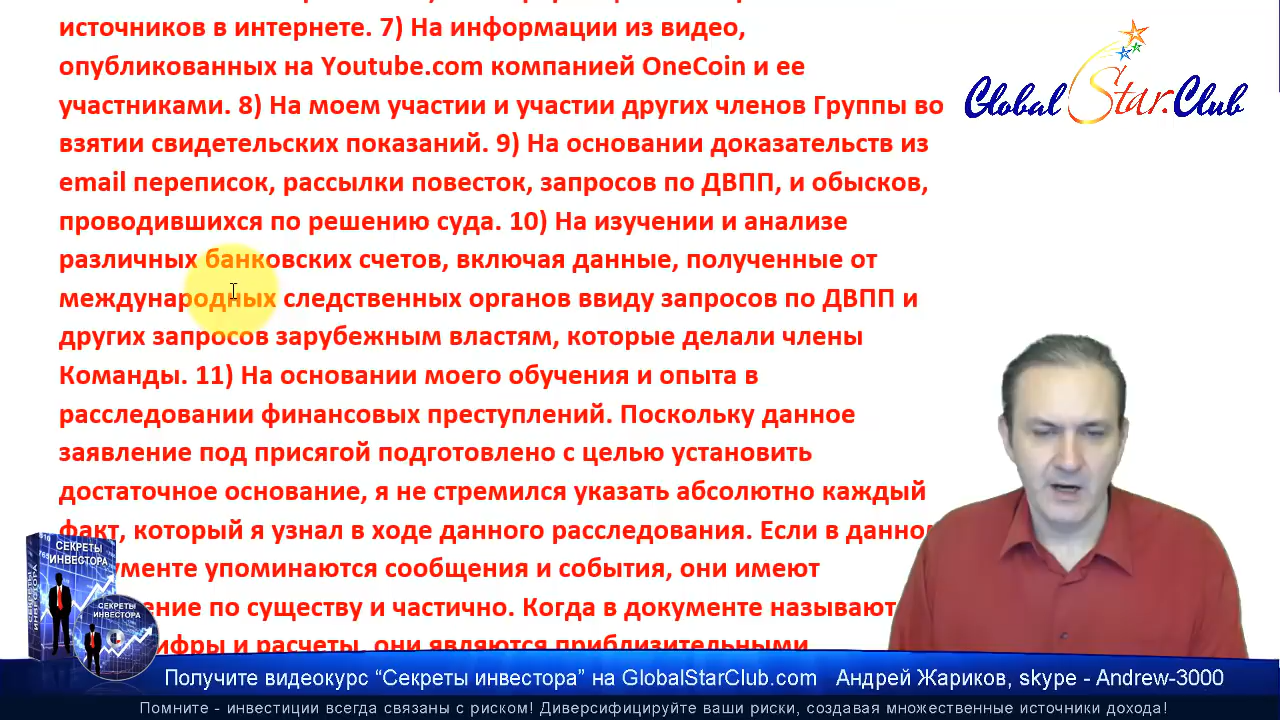 источников в интернете. 7) На информации из видео,
опубликованных на Youtube.com компанией OneCoin и ее
участниками. 8) На моем участии и участии других членов Группы во
взятии свидетельских показаний. 9) На основании доказательств из
email переписок, рассылки повесток, запросов по ДВПП, и обысков,
проводившихся по решению суда. 10) На изучении и анализе
различных банковских счетов, включая данные, полученные от
международных следственных органов ввиду запросов по ДВПП и
других запросов зарубежным властям, которые делали члены
Команды. 11) На основании моего обучения и опыта в
расследовании финансовых преступлений. Поскольку данное
заявление под присягой подготовлено с целью установить
достаточное основание, я не стремился указать абсолютно каждый
факт, который я узнал в ходе данного расследования. Если в
упоминаются сообщения и события, они имеют
по существу и частично. Когда в документе называют
и расчеты, они являются приблизительными
Global Star.Club
СЕКРЕТЫ
ИНВЕСТОРА
СЕКРЕТЫ
ИНВЕСТОРА
Получите видеокурс “Секреты инвестора” на GlobalStarClub.com Андрей Жариков, skype - Andrew-3000
Помните - инвестиции всегда связаны с риском! Диверсифицируйте ваши риски, создавая множественные источники дохода!